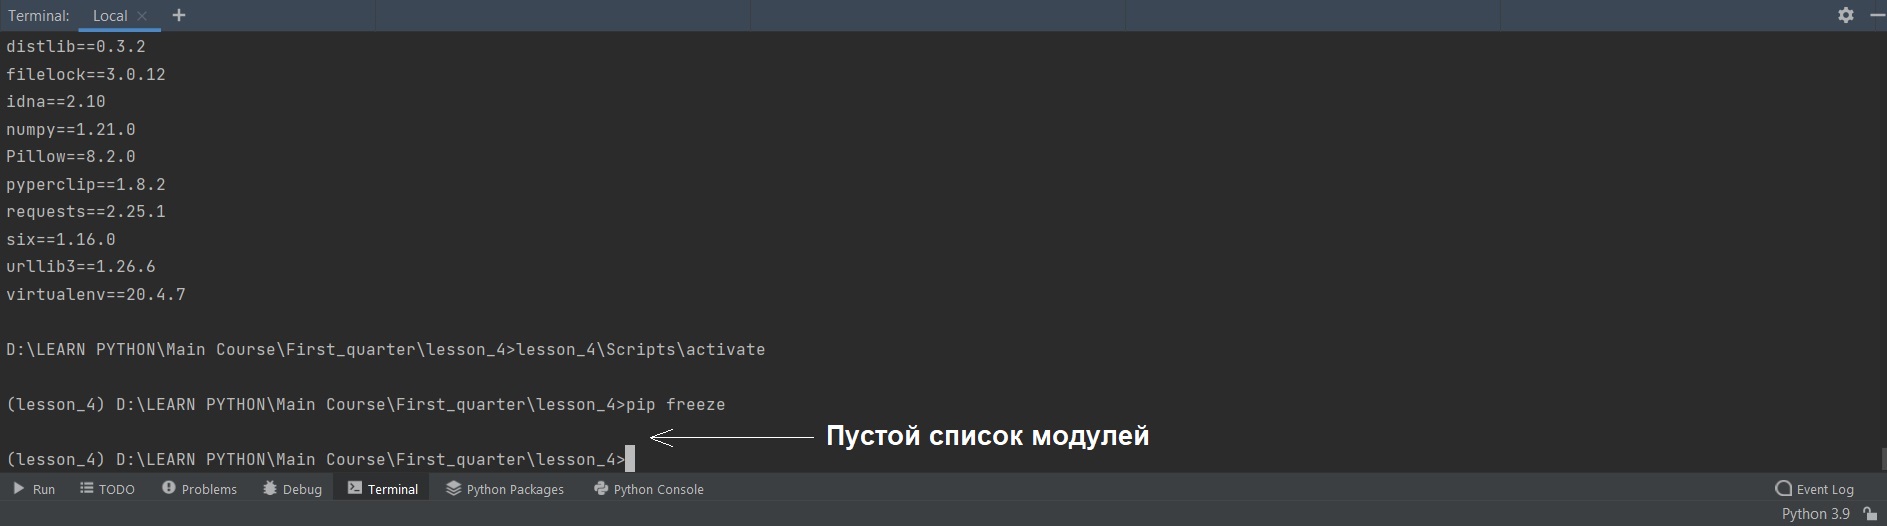 Terminal: Local × +
distlib==0.3.2
filelock==3.0.12
idna==2.10
numpy==1.21.0
Pillow==8.2.0
pyperclip==1.8.2
requests==2.25.1
six==1.16.0
urllib3==1.26.6
virtualenv==20.4.7
D:\LEARN PYTHON\Main Course\First_quarter\lesson_4>lesson_4\Scripts\activate
(lesson_4) D:\LEARN PYTHON\Main Course\First_quarter\lesson_4>pip freeze
Пустой список модулей
(lesson_4) D:\LEARN PYTHON\Main Course\First_quarter\lesson_4>
Run TODO Problems Debug Terminal Python Packages Python Console Event Log
Python 3.9